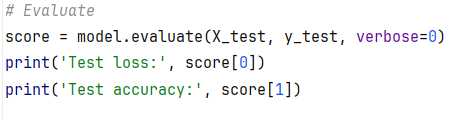 # Evaluate
score = model.evaluate(X_test, y_test, verbose=0)
print('Test loss:', score[0])
print('Test accuracy:', score[1])